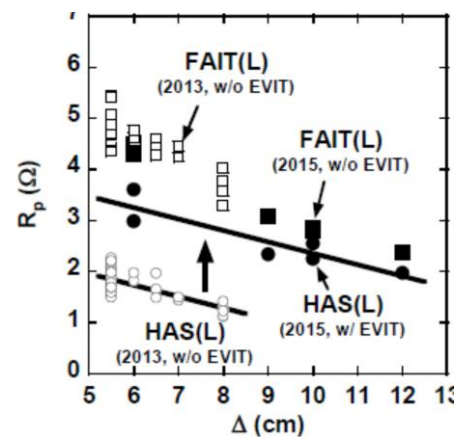 6
5
4
3
2
1
0
R_p (Ω)
FAIT(L)
(2013, w/o EVIT)
FAIT(L)
(2015, w/o EVIT)
HAS(L)
(2015, w/ EVIT)
HAS(L)
(2013, w/o EVIT)
5 6 7 8 9 10 11 12 13
Δ (cm)